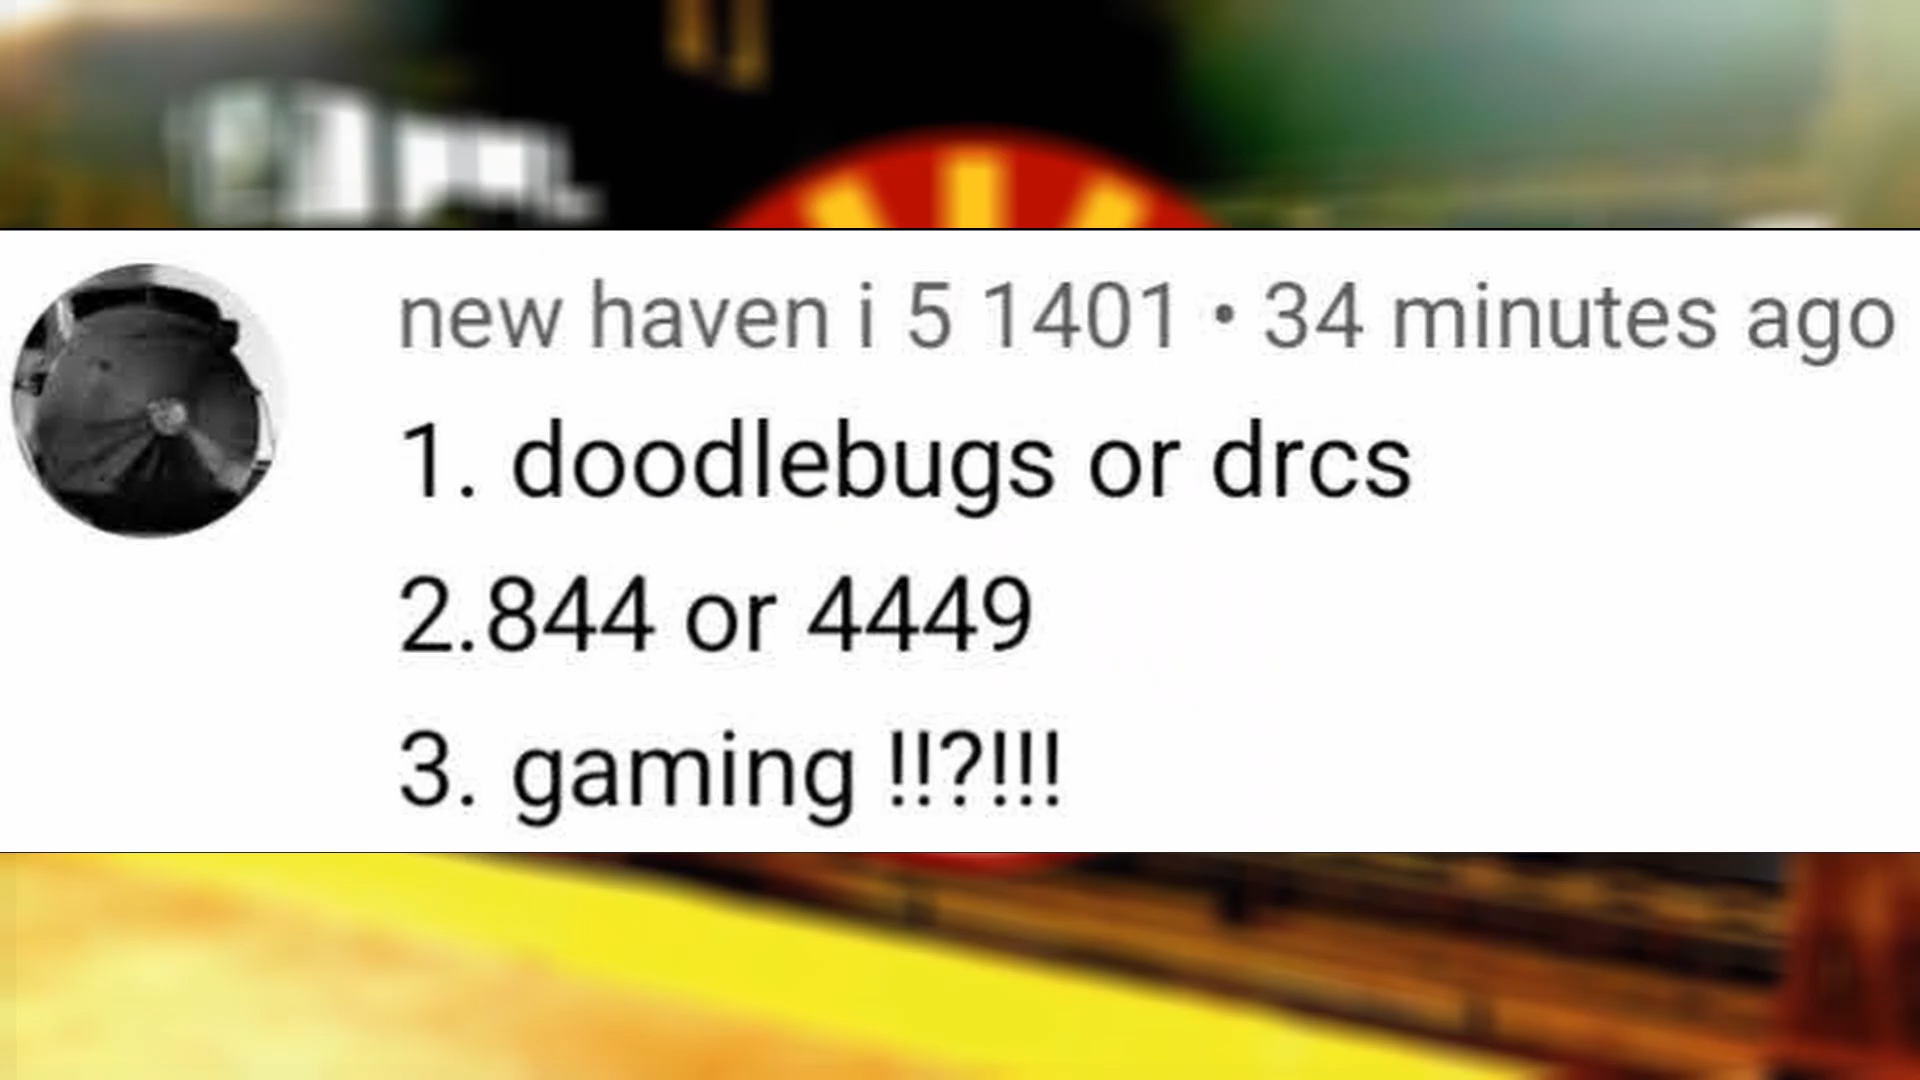 new haven i 5 1401 • 34 minutes ago
1. doodlebugs or drcs
2.844 or 4449
3. gaming !!?!!!